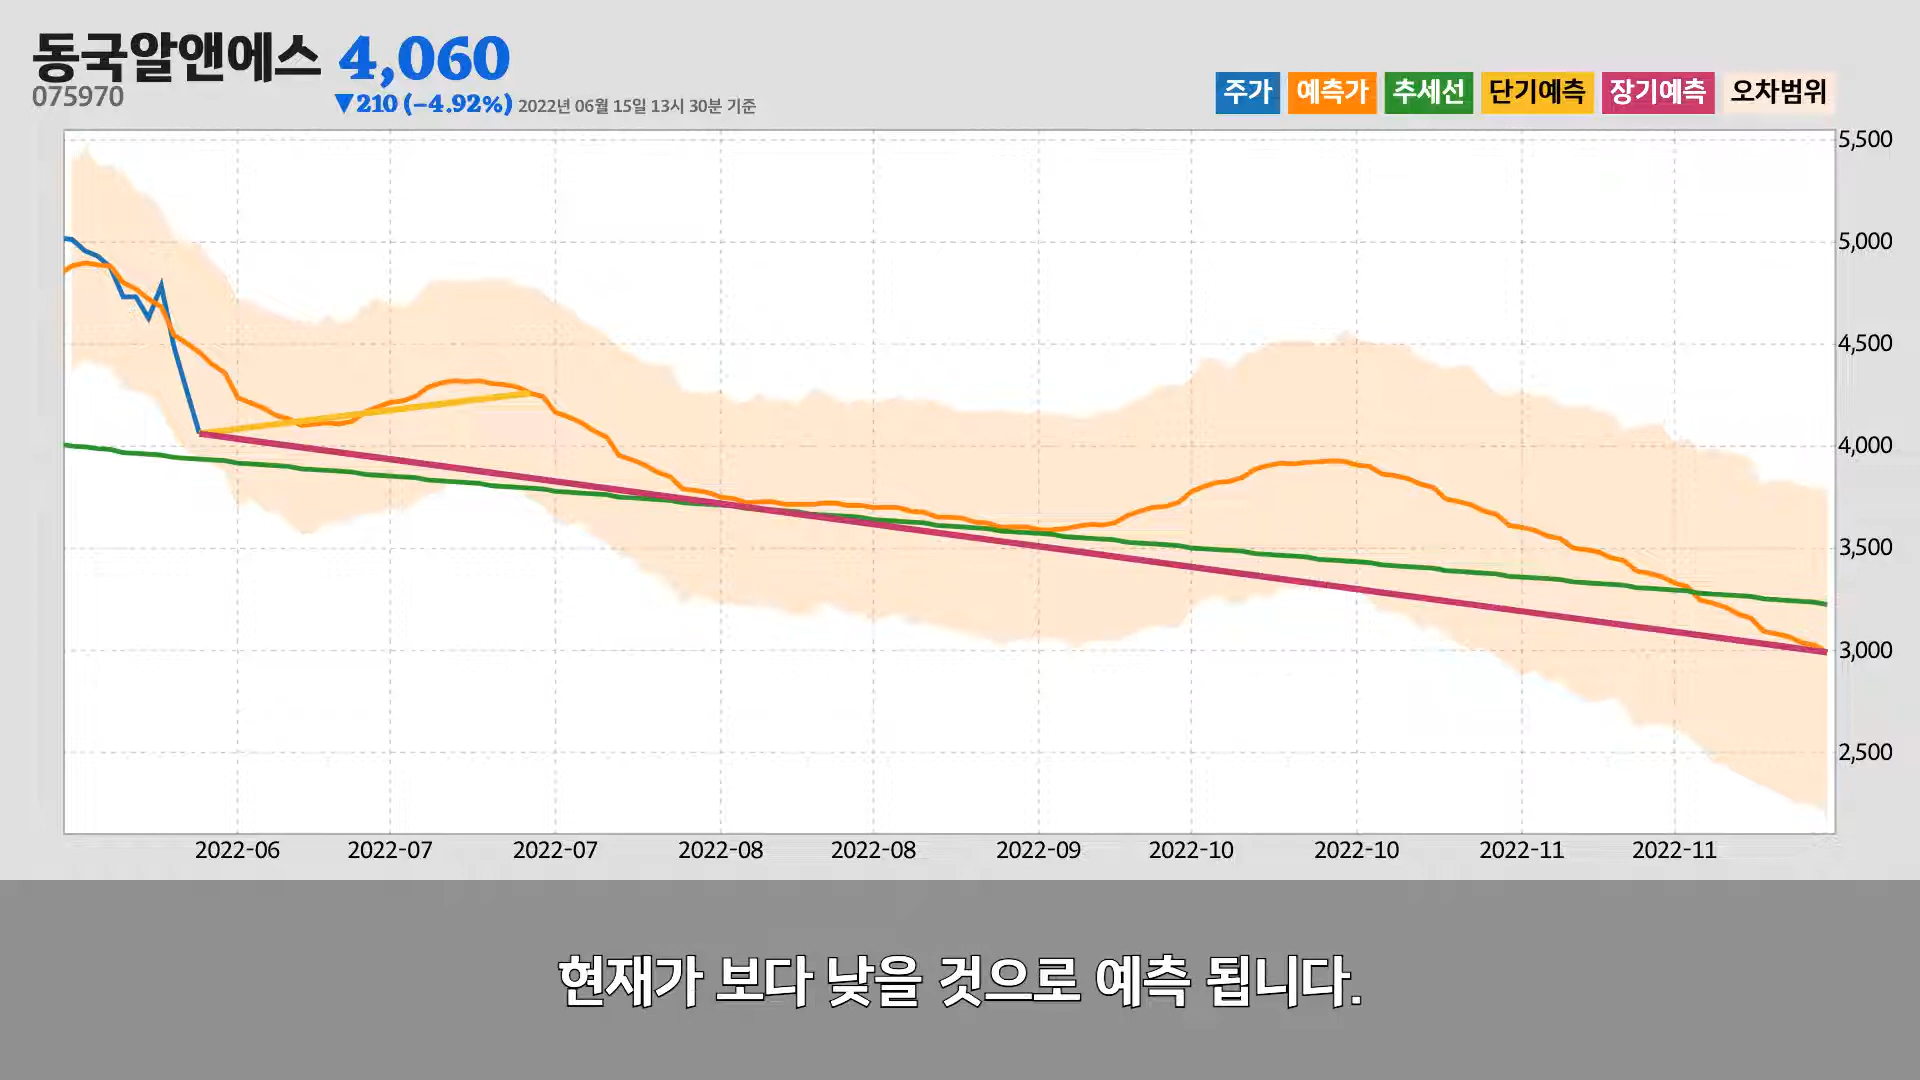 동국알앤에스 4,060
075970
▼210 (−4.92%) 2022년 06월 15일 13시 30분 기준
주가 예측가 추세선 단기예측 장기예측 오차범위
5,500
5,000
4,500
4,000
3,500
3,000
2,500
2022-06 2022-07 2022-07 2022-08 2022-08 2022-09 2022-10 2022-10 2022-11 2022-11
현재가 보다 낮을 것으로 예측 됩니다.